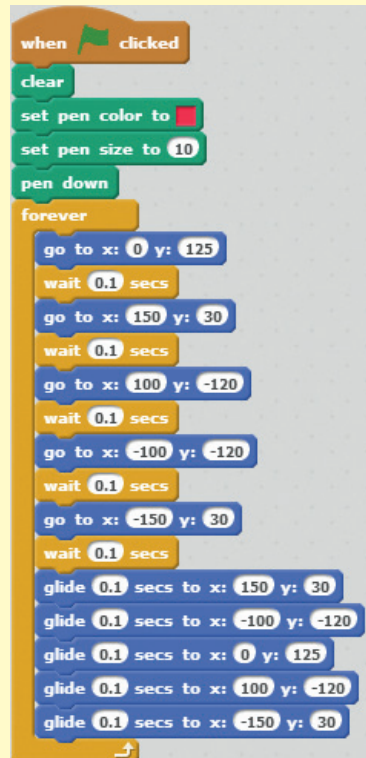 when clicked
clear
set pen color to
set pen size to 10
pen down
forever
go to x: 0 y: 125
wait 0.1 secs
go to x: 150 y: 30
wait 0.1 secs
go to x: 100 y: -120
wait 0.1 secs
go to x: -100 y: -120
wait 0.1 secs
go to x: -150 y: 30
wait 0.1 secs
glide 0.1 secs to x: 150 y: 30
glide 0.1 secs to x: -100 y: -120
glide 0.1 secs to x: 0 y: 125
glide 0.1 secs to x: 100 y: -120
glide 0.1 secs to x: -150 y: 30